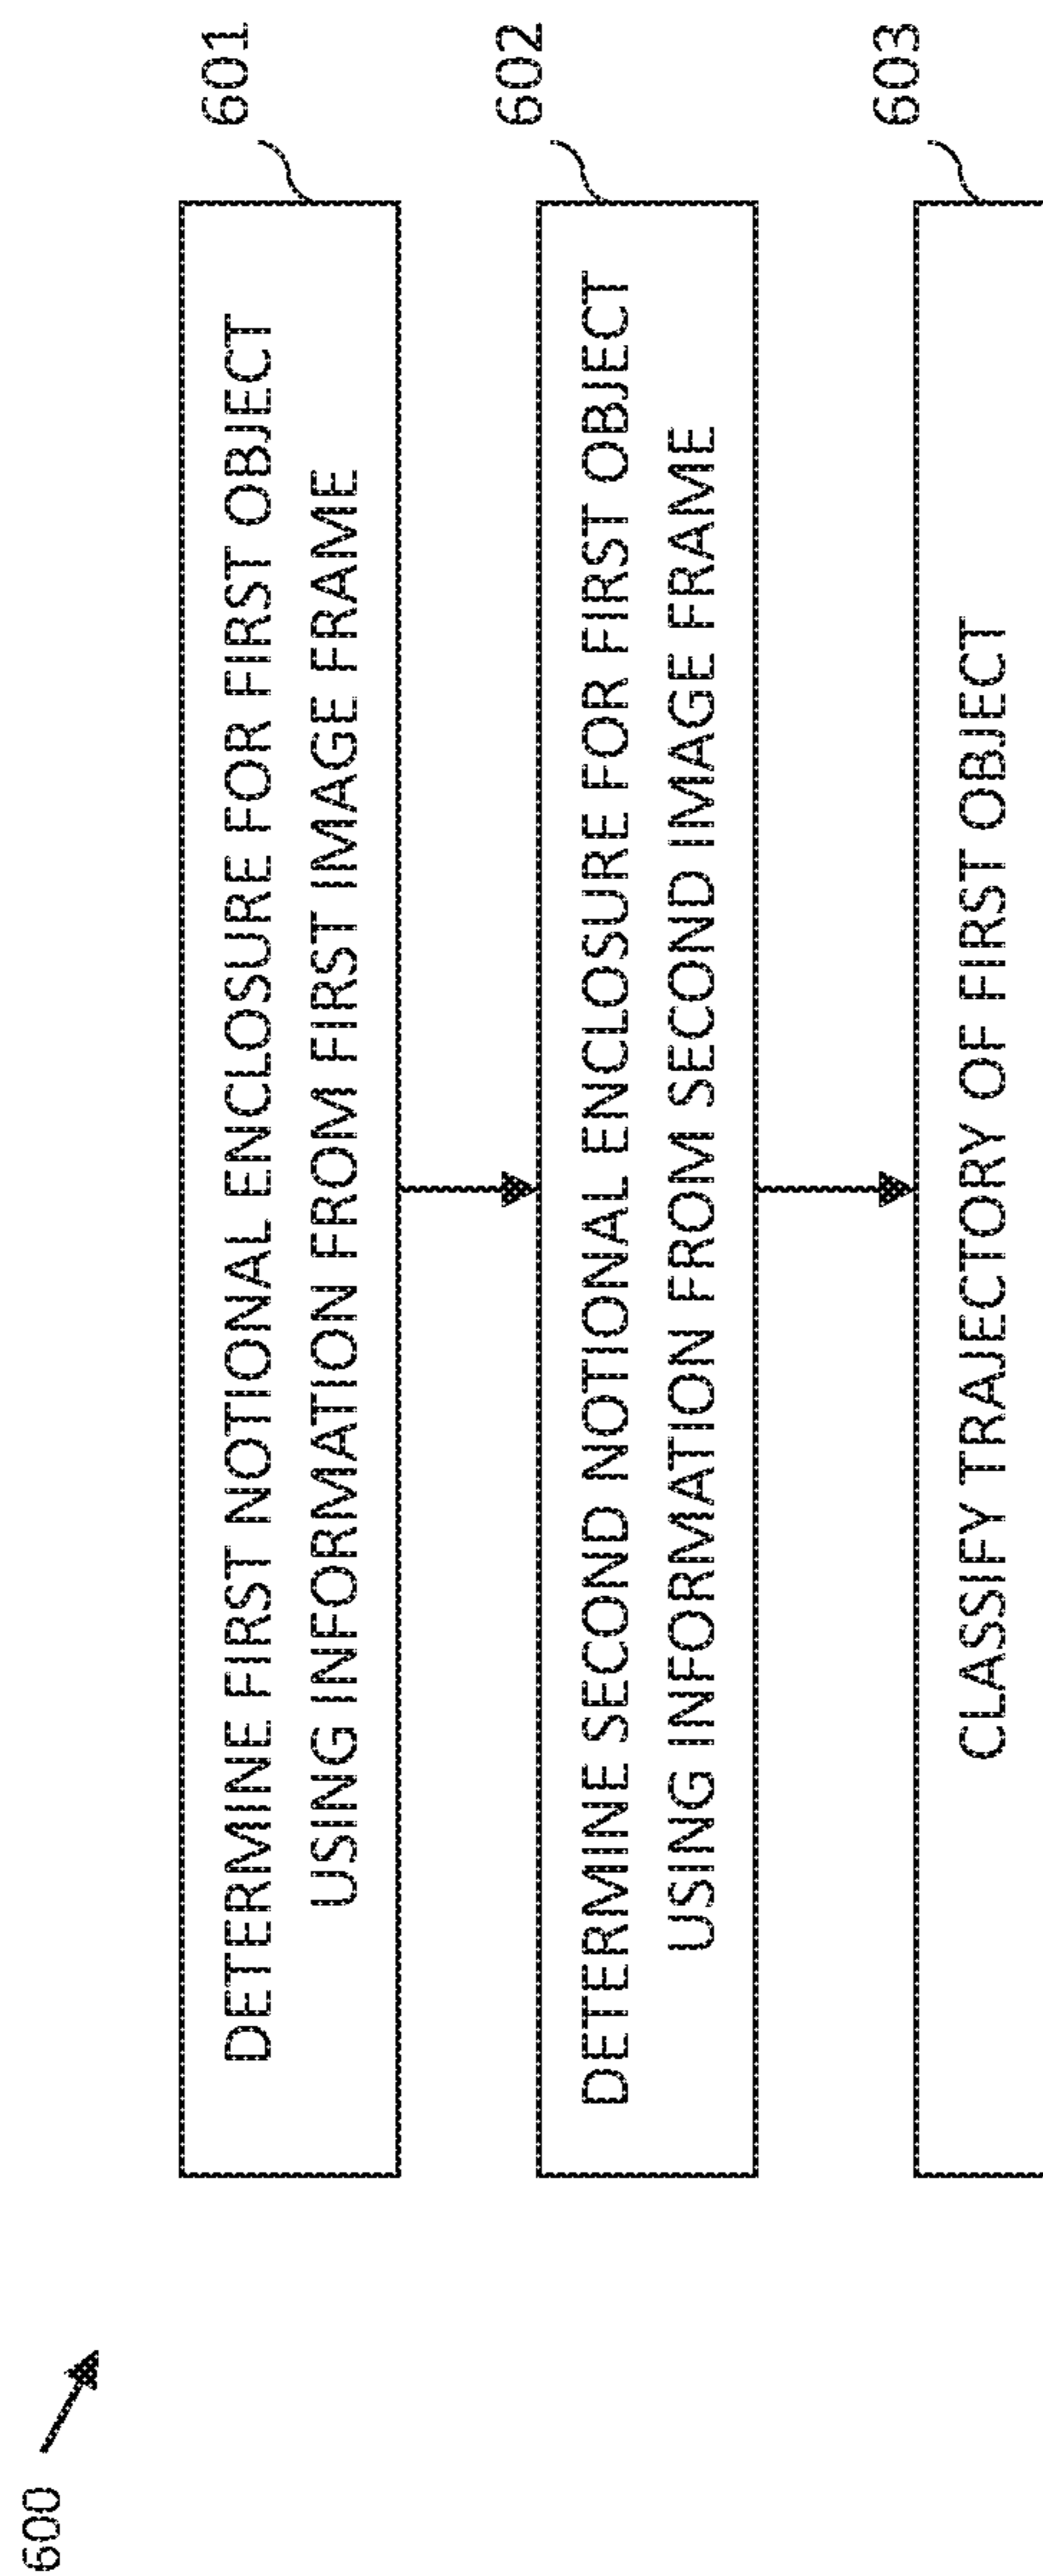 600
DETERMINE FIRST NOTIONAL ENCLOSURE FOR FIRST OBJECT
USING INFORMATION FROM FIRST IMAGE FRAME
601
DETERMINE SECOND NOTIONAL ENCLOSURE FOR FIRST OBJECT
USING INFORMATION FROM SECOND IMAGE FRAME
602
CLASSIFY TRAJECTORY OF FIRST OBJECT
603